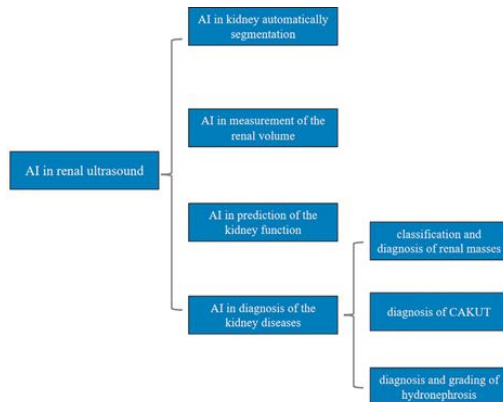 AI in kidney automatically
segmentation
AI in measurement of the
renal volume
AI in renal ultrasound
AI in prediction of the
kidney function
classification and
diagnosis of renal masses
AI in diagnosis of the
kidney diseases
diagnosis of CAKUT
diagnosis and grading of
hydronephrosis